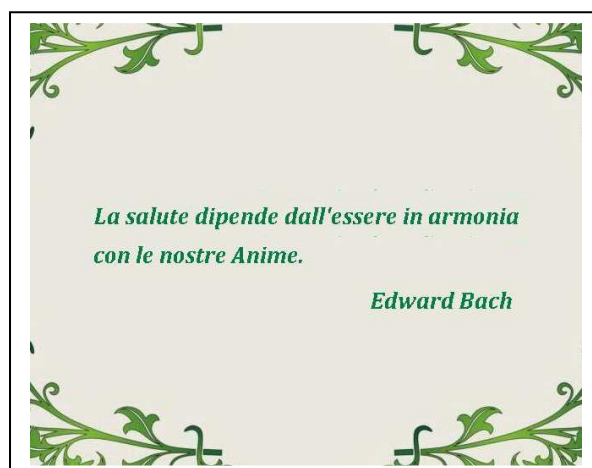 La salute dipende dall'essere in armonia
con le nostre Anime.
Edward Bach